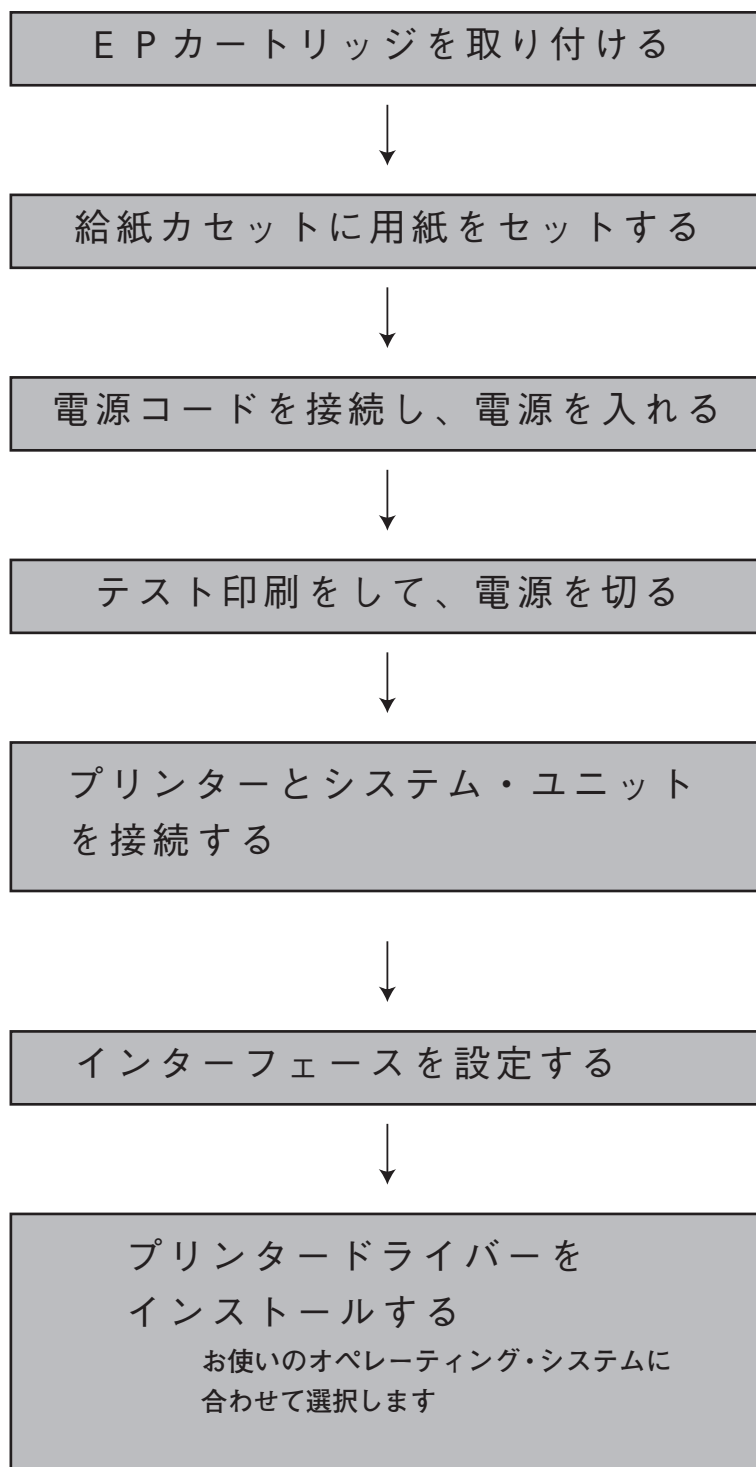 EPカートリッジを取り付ける
給紙カセットに用紙をセットする
電源コードを接続し、電源を入れる
テスト印刷をして、電源を切る
プリンターとシステム・ユニット
を接続する
インターフェースを設定する
プリンタードライバーを
インストールする
お使いのオペレーティング・システムに
合わせて選択します